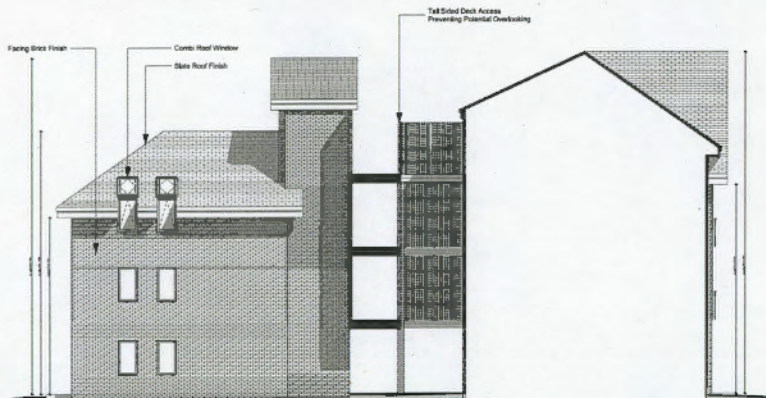 Tall Sided Deck Access
Preventing Potential Overlooking
Facing Brick Finish
Combi Roof Window
Slate Roof Finish